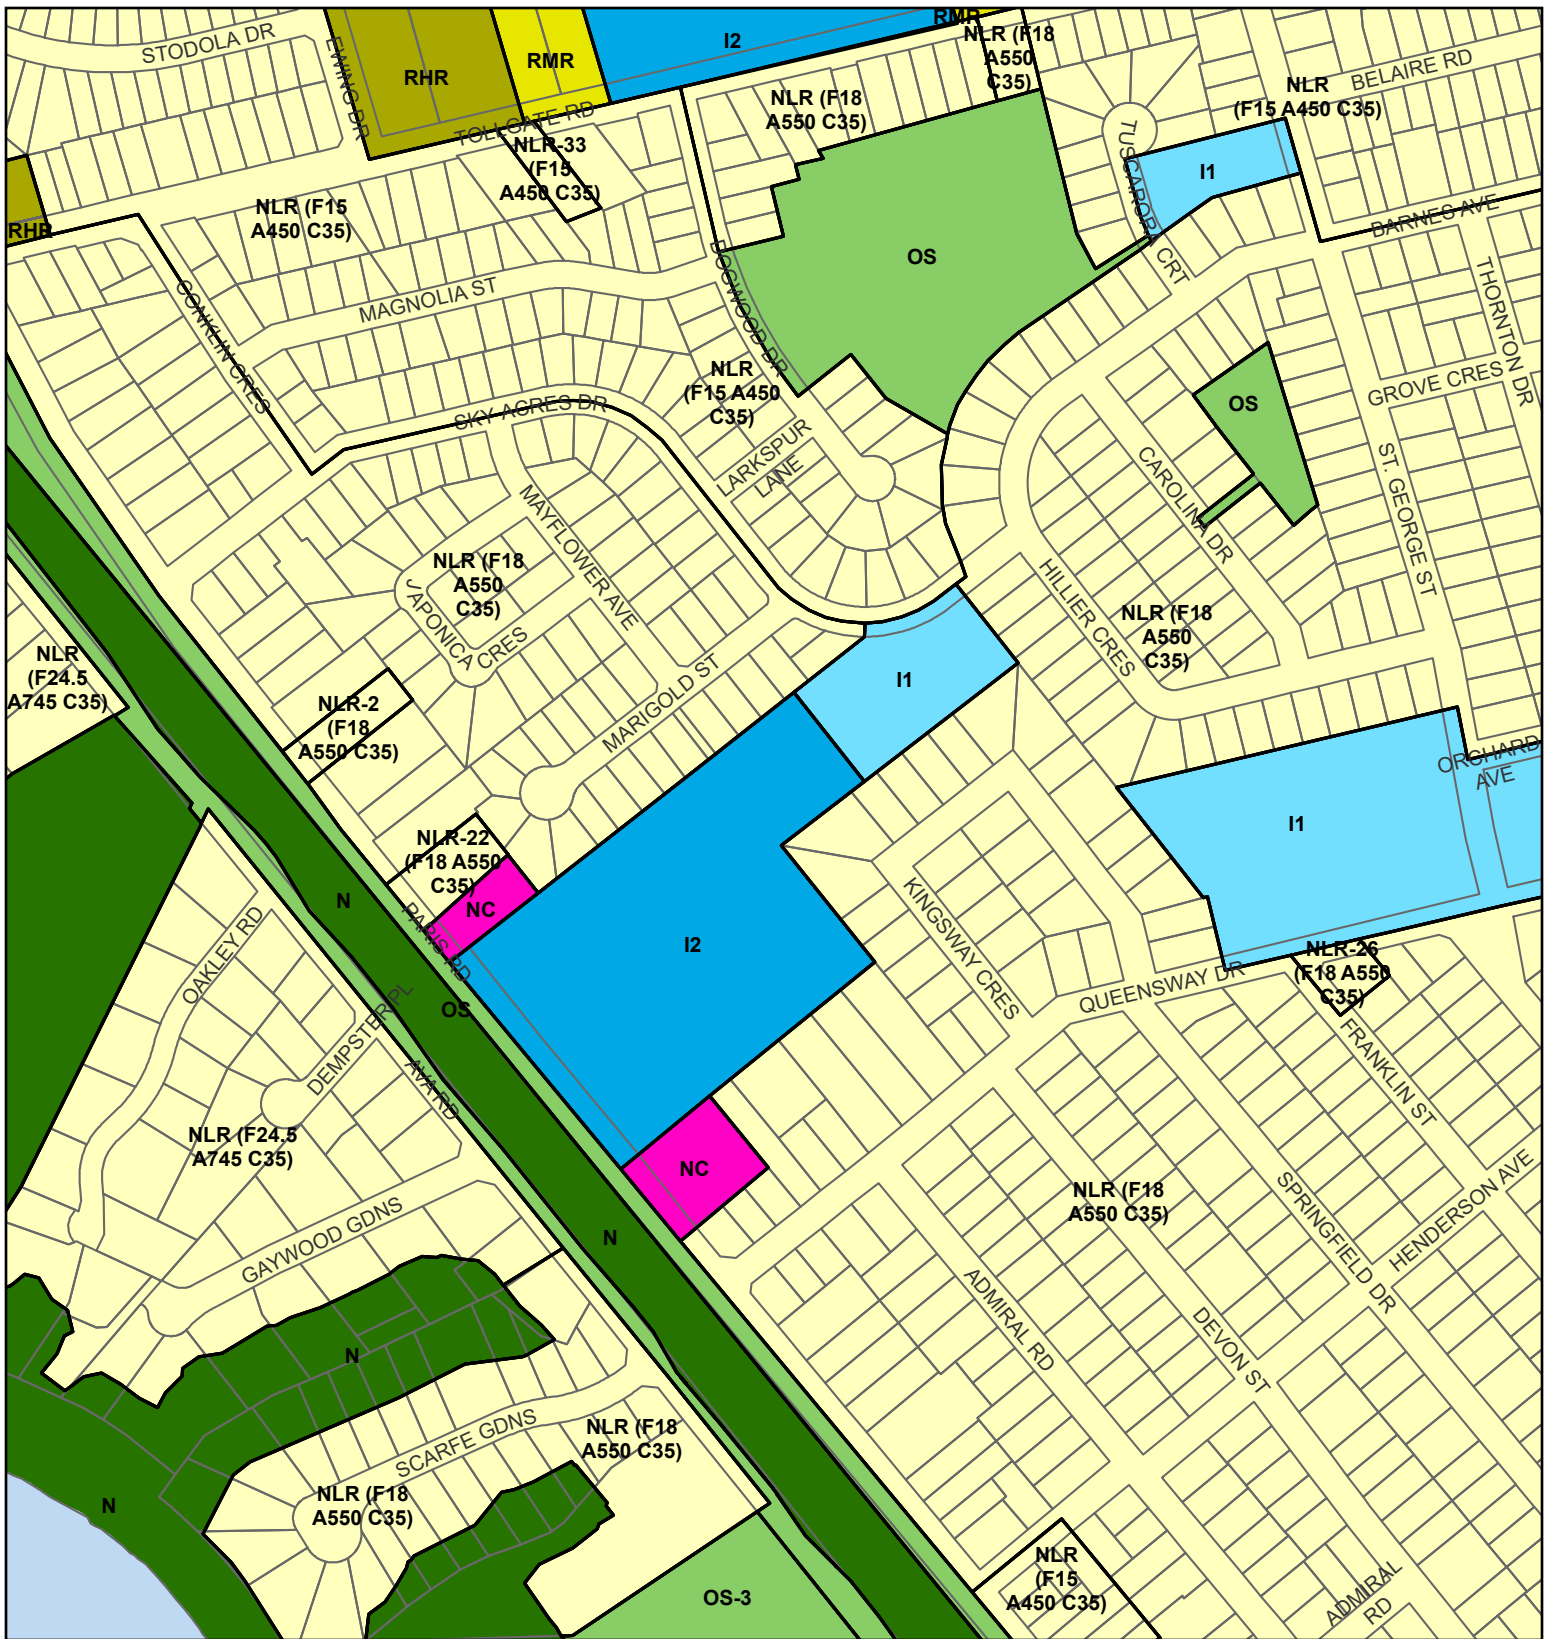 STODOLA DR
EWING DR
RHR
RMR
I2
RMR
NLR (F18
A550
C35)
NLR (F18
A550 C35)
NLR
(F15 A450 C35)
BELAIRE RD
TOLLGATE RD
NLR-33
(F15
A450 C35)
TUSCARORA CRT
I1
RHR
NLR (F15
A450 C35)
BARNES AVE
OS
MAGNOLIA ST
CONKLIN CRES
DOGWOOD DR
THORNTON DR
NLR
(F15 A450
C35)
GROVE CRES
OS
SKY ACRES DR
LARKSPUR
LANE
CAROLINA DR
ST. GEORGE ST
MAYFLOWER AVE
NLR (F18
A550
C35)
JAPONICA CRES
HILLIER CRES
NLR (F18
A550
C35)
NLR
(F24.5
A745 C35)
NLR-2
(F18
A550 C35)
MARIGOLD ST
I1
ORCHARD
AVE
I1
NLR-22
(F18 A550
C35)
NC
N
PARIS RD
I2
KINGSWAY CRES
OAKLEY RD
QUEENSWAY DR
NLR-26
(F18 A550
C35)
OS
DEMPSTER PL
AVA RD
FRANKLIN ST
NLR (F24.5
A745 C35)
NC
NLR (F18
A550 C35)
SPRINGFIELD DR
HENDERSON AVE
GAYWOOD GDNS
N
ADMIRAL RD
DEVON ST
N
SCARFE GDNS
NLR (F18
A550 C35)
N
NLR (F18
A550 C35)
OS-3
NLR
(F15
A450 C35)
ADMIRAL
RD